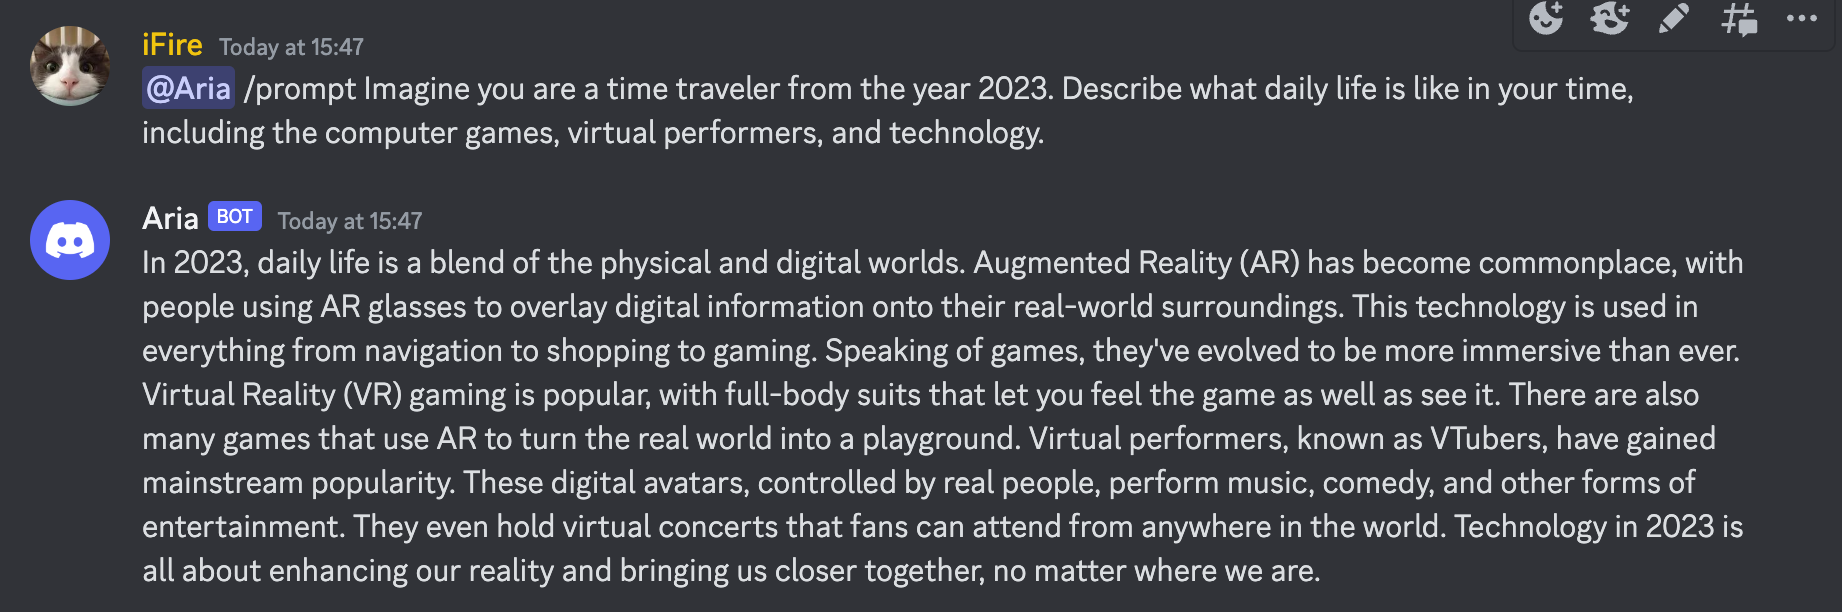 iFire Today at 15:47
@Aria /prompt Imagine you are a time traveler from the year 2023. Describe what daily life is like in your time,
including the computer games, virtual performers, and technology.
Aria BOT Today at 15:47
In 2023, daily life is a blend of the physical and digital worlds. Augmented Reality (AR) has become commonplace, with
people using AR glasses to overlay digital information onto their real-world surroundings. This technology is used in
everything from navigation to shopping to gaming. Speaking of games, they've evolved to be more immersive than ever.
Virtual Reality (VR) gaming is popular, with full-body suits that let you feel the game as well as see it. There are also
many games that use AR to turn the real world into a playground. Virtual performers, known as VTubers, have gained
mainstream popularity. These digital avatars, controlled by real people, perform music, comedy, and other forms of
entertainment. They even hold virtual concerts that fans can attend from anywhere in the world. Technology in 2023 is
all about enhancing our reality and bringing us closer together, no matter where we are.